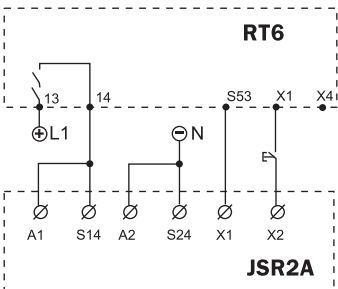 RT6
13 14 S53 X1 X4
⊕L1 ⊖N
A1 S14 A2 S24 X1 X2
JSR2A